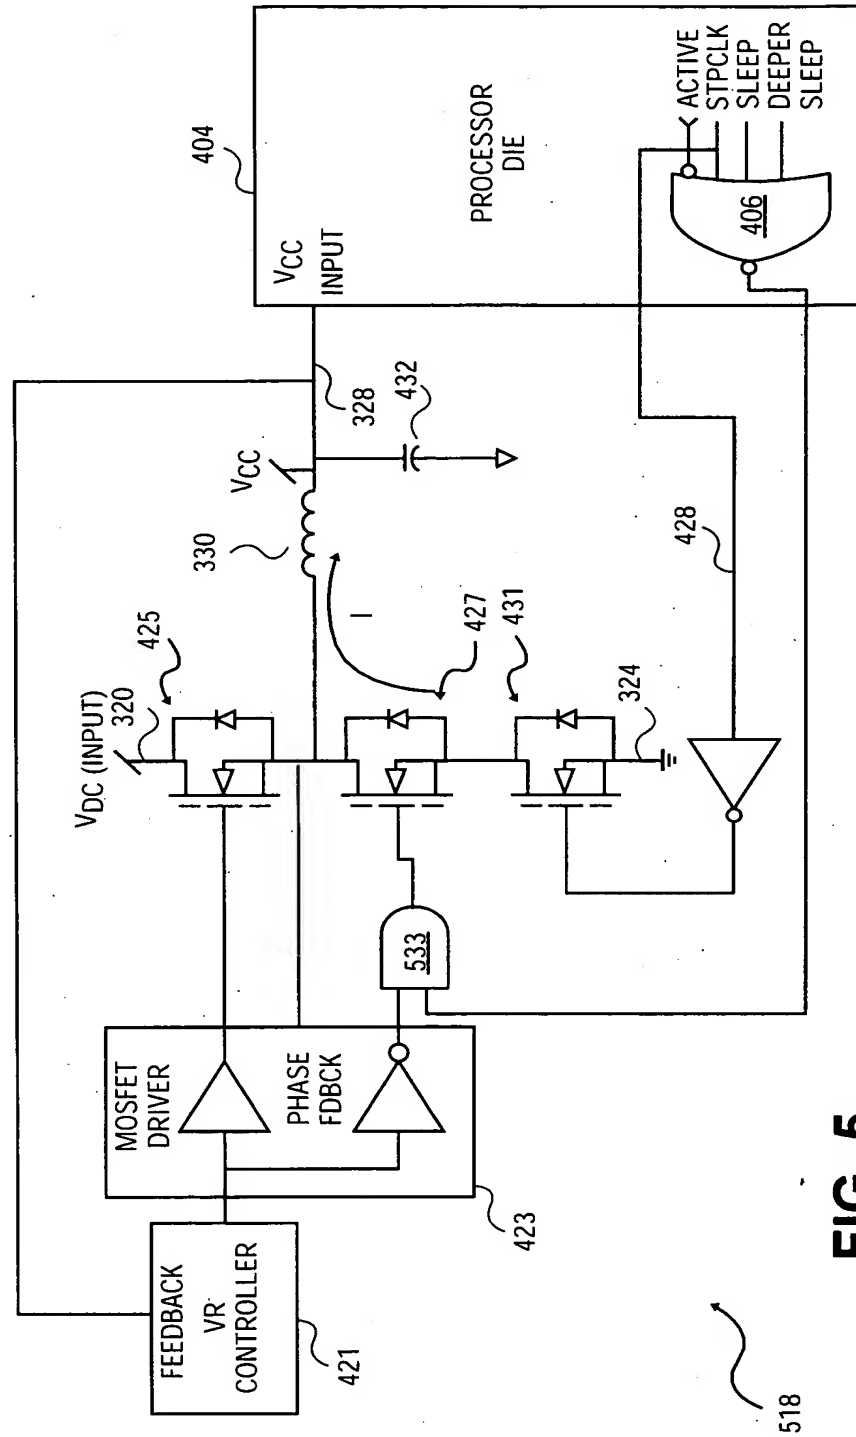 404
VCC
INPUT
PROCESSOR
DIE
ACTIVE
STPCLK
SLEEP
DEEPER
SLEEP
406
328
432
VCC
330
I
428
VDC (INPUT)
320
425
427
431
324
533
MOSFET
DRIVER
PHASE
FDBCK
423
FEEDBACK
VR
CONTROLLER
421
518
FIG. 5